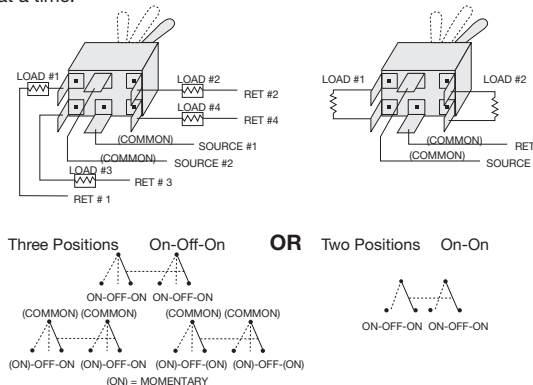 at a time.
LOAD #1
LOAD #2
RET #2
LOAD #4
RET #4
(COMMON)
SOURCE #1
(COMMON)
SOURCE #2
LOAD #3
RET # 3
RET # 1
LOAD #1
LOAD #2
(COMMON)
RET
(COMMON)
SOURCE
Three Positions On-Off-On OR Two Positions On-On
ON-OFF-ON ON-OFF-ON
(COMMON) (COMMON) (COMMON) (COMMON)
ON-OFF-ON ON-OFF-ON
(ON)-OFF-ON (ON)-OFF-ON (ON)-OFF-(ON) (ON)-OFF-(ON)
(ON) = MOMENTARY